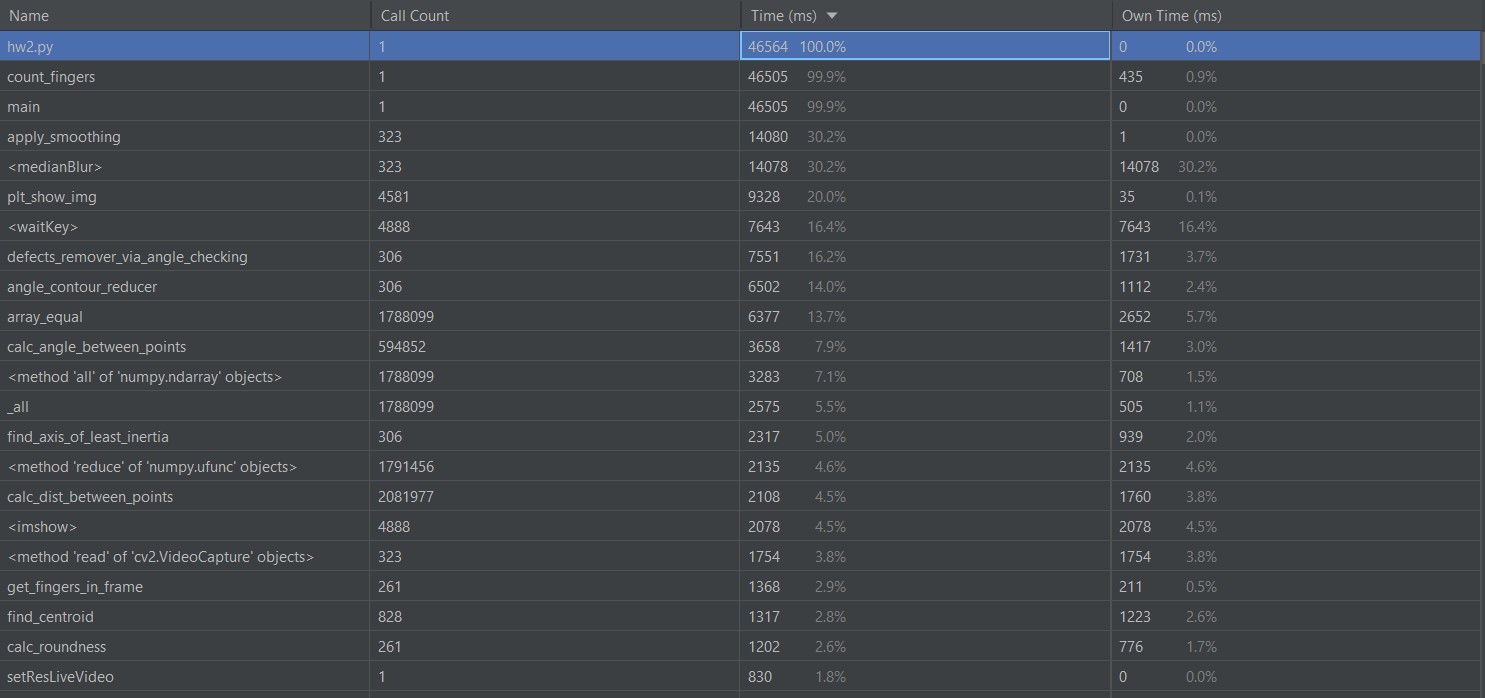 Name Call Count Time (ms) Own Time (ms)
hw2.py 1 46564 100.0% 0 0.0%
count_fingers 1 46505 99.9% 435 0.9%
main 1 46505 99.9% 0 0.0%
apply_smoothing 323 14080 30.2% 1 0.0%
<medianBlur> 323 14078 30.2% 14078 30.2%
plt_show_img 4581 9328 20.0% 35 0.1%
<waitKey> 4888 7643 16.4% 7643 16.4%
defects_remover_via_angle_checking 306 7551 16.2% 1731 3.7%
angle_contour_reducer 306 6502 14.0% 1112 2.4%
array_equal 1788099 6377 13.7% 2652 5.7%
calc_angle_between_points 594852 3658 7.9% 1417 3.0%
<method 'all' of 'numpy.ndarray' objects> 1788099 3283 7.1% 708 1.5%
_all 1788099 2575 5.5% 505 1.1%
find_axis_of_least_inertia 306 2317 5.0% 939 2.0%
<method 'reduce' of 'numpy.ufunc' objects> 1791456 2135 4.6% 2135 4.6%
calc_dist_between_points 2081977 2108 4.5% 1760 3.8%
<imshow> 4888 2078 4.5% 2078 4.5%
<method 'read' of 'cv2.VideoCapture' objects> 323 1754 3.8% 1754 3.8%
get_fingers_in_frame 261 1368 2.9% 211 0.5%
find_centroid 828 1317 2.8% 1223 2.6%
calc_roundness 261 1202 2.6% 776 1.7%
setResLiveVideo 1 830 1.8% 0 0.0%